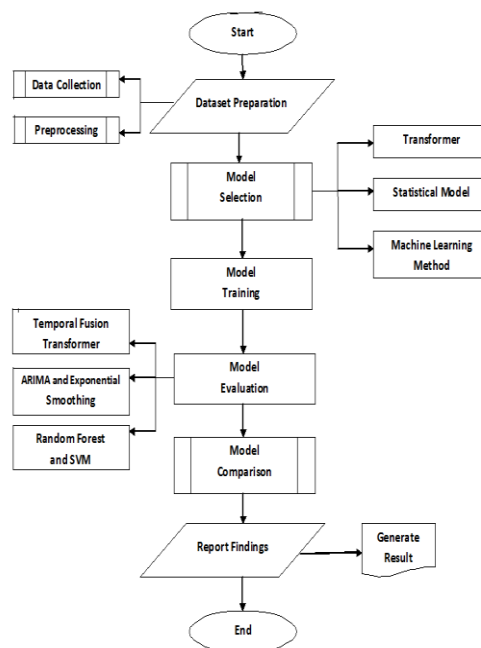 Start
Data Collection
Dataset Preparation
Preprocessing
Model
Selection
Transformer
Statistical Model
Machine Learning
Method
Model
Training
Temporal Fusion
Transformer
ARIMA and Exponential
Smoothing
Random Forest
and SVM
Model
Evaluation
Model
Comparison
Report Findings
Generate
Result
End